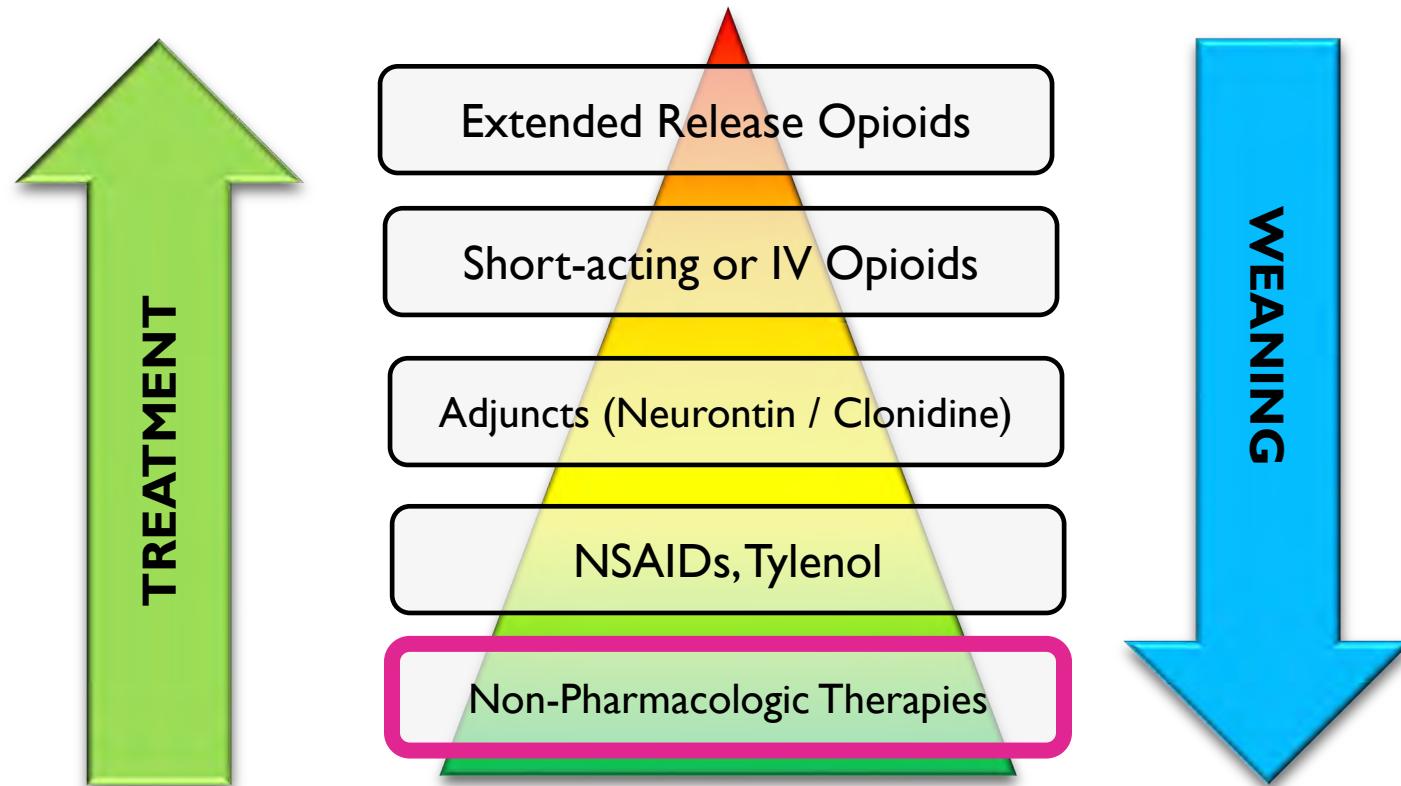 Extended Release Opioids
Short-acting or IV Opioids
Adjuncts (Neurontin / Clonidine)
NSAIDs, Tylenol
Non-Pharmacologic Therapies
TREATMENT
WEANING